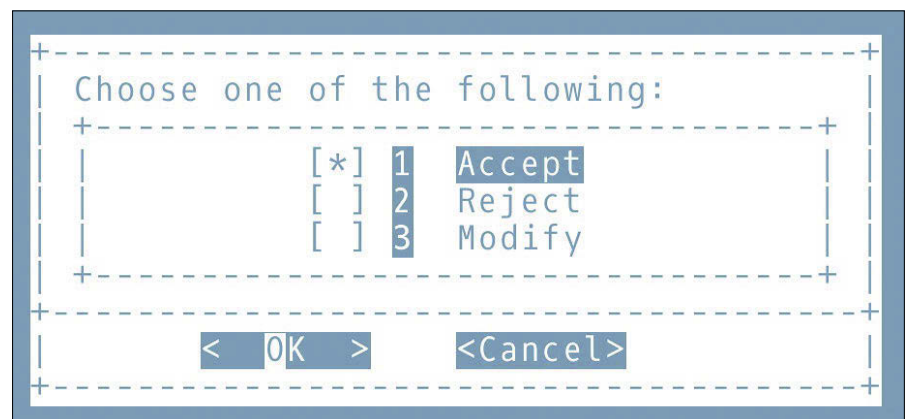 Choose one of the following:
[*] 1 Accept
[ ] 2 Reject
[ ] 3 Modify
< OK > <Cancel>